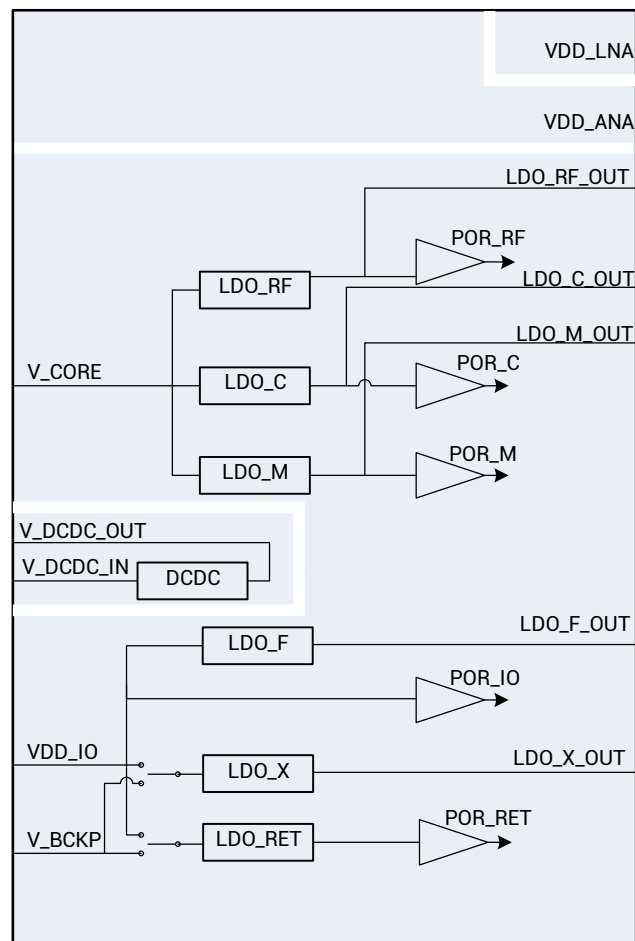 VDD_LNA
VDD_ANA
LDO_RF_OUT
POR_RF
LDO_RF
LDO_C_OUT
LDO_M_OUT
V_CORE
LDO_C
POR_C
LDO_M
POR_M
V_DCDC_OUT
V_DCDC_IN
DCDC
LDO_F
LDO_F_OUT
POR_IO
VDD_IO
LDO_X
LDO_X_OUT
V_BCKP
LDO_RET
POR_RET